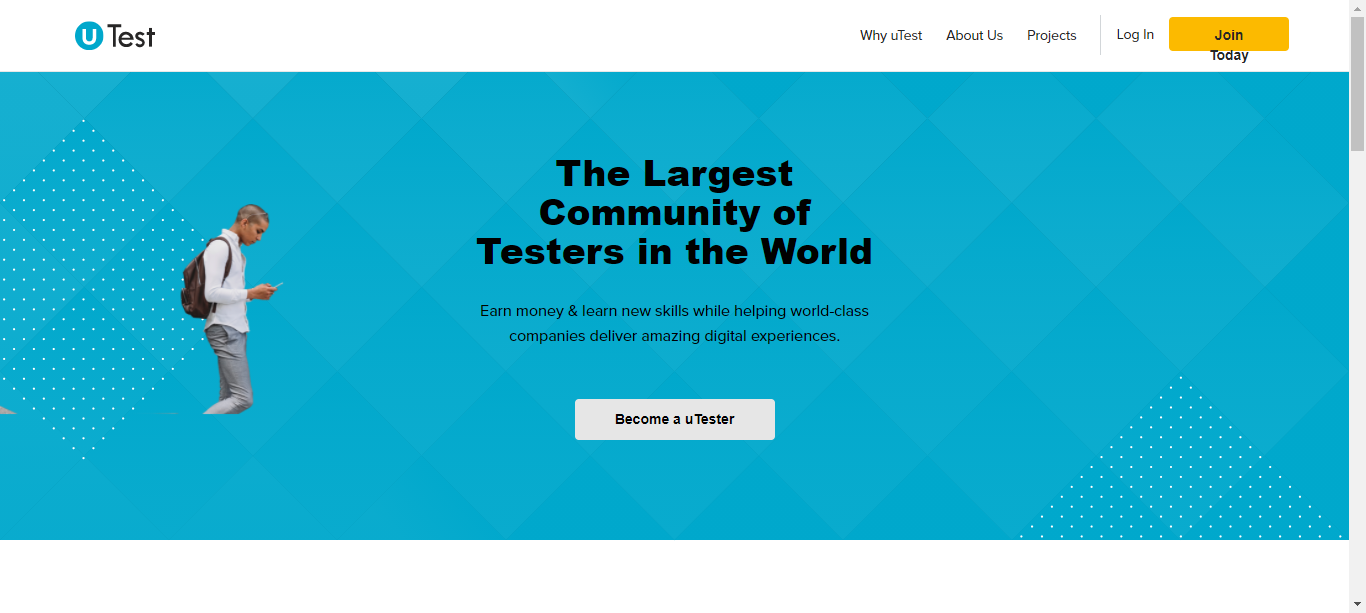 uTest
Why uTest
About Us
Projects
Log In
Join
Today
The Largest
Community of
Testers in the World
Earn money & learn new skills while helping world-class
companies deliver amazing digital experiences.
Become a uTester